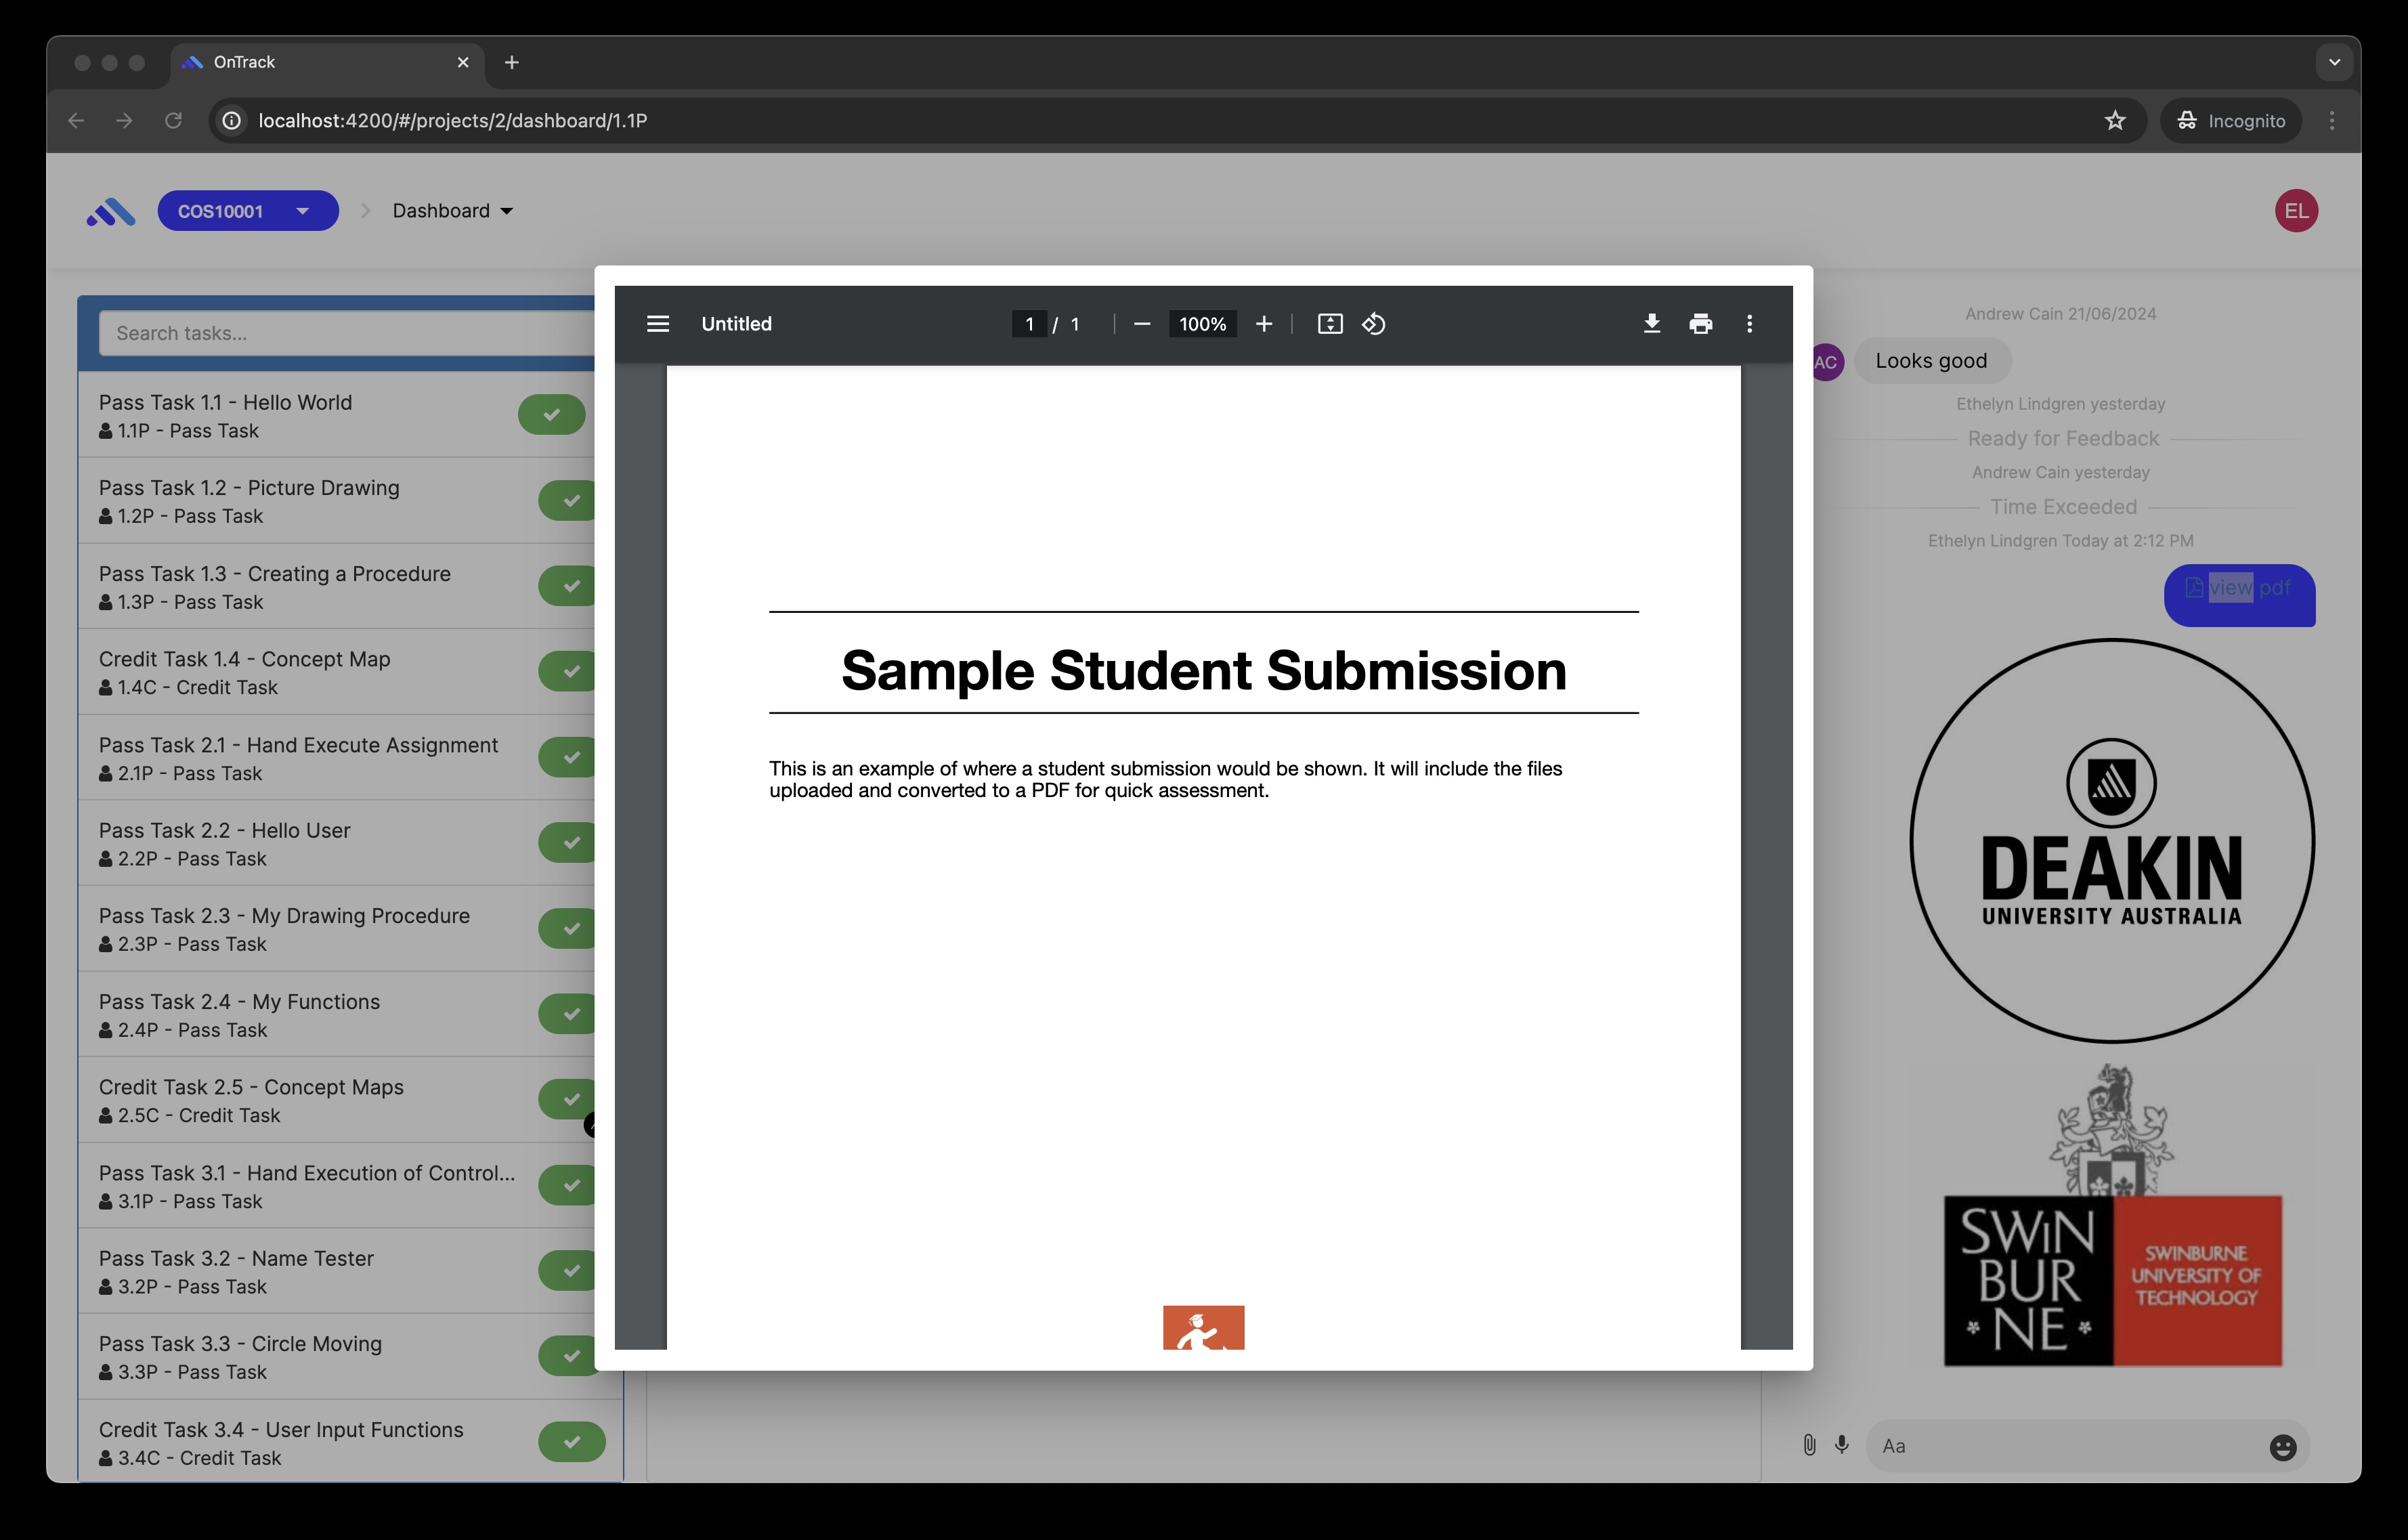 OnTrack
localhost:4200/#/projects/2/dashboard/1.1P
Incognito
COS10001
Dashboard
EL
Search tasks...
Pass Task 1.1 - Hello World
1.1P - Pass Task
Pass Task 1.2 - Picture Drawing
1.2P - Pass Task
Pass Task 1.3 - Creating a Procedure
1.3P - Pass Task
Credit Task 1.4 - Concept Map
1.4C - Credit Task
Pass Task 2.1 - Hand Execute Assignment
2.1P - Pass Task
Pass Task 2.2 - Hello User
2.2P - Pass Task
Pass Task 2.3 - My Drawing Procedure
2.3P - Pass Task
Pass Task 2.4 - My Functions
2.4P - Pass Task
Credit Task 2.5 - Concept Maps
2.5C - Credit Task
Pass Task 3.1 - Hand Execution of Control...
3.1P - Pass Task
Pass Task 3.2 - Name Tester
3.2P - Pass Task
Pass Task 3.3 - Circle Moving
3.3P - Pass Task
Credit Task 3.4 - User Input Functions
3.4C - Credit Task
Untitled
1 / 1
100%
Sample Student Submission
This is an example of where a student submission would be shown. It will include the files
uploaded and converted to a PDF for quick assessment.
Andrew Cain 21/06/2024
AC
Looks good
Ethelyn Lindgren yesterday
Ready for Feedback
Andrew Cain yesterday
Time Exceeded
Ethelyn Lindgren Today at 2:12 PM
view pdf
DEAKIN
UNIVERSITY AUSTRALIA
SWIN
BUR
NE
SWINBURNE
UNIVERSITY OF
TECHNOLOGY
Aa